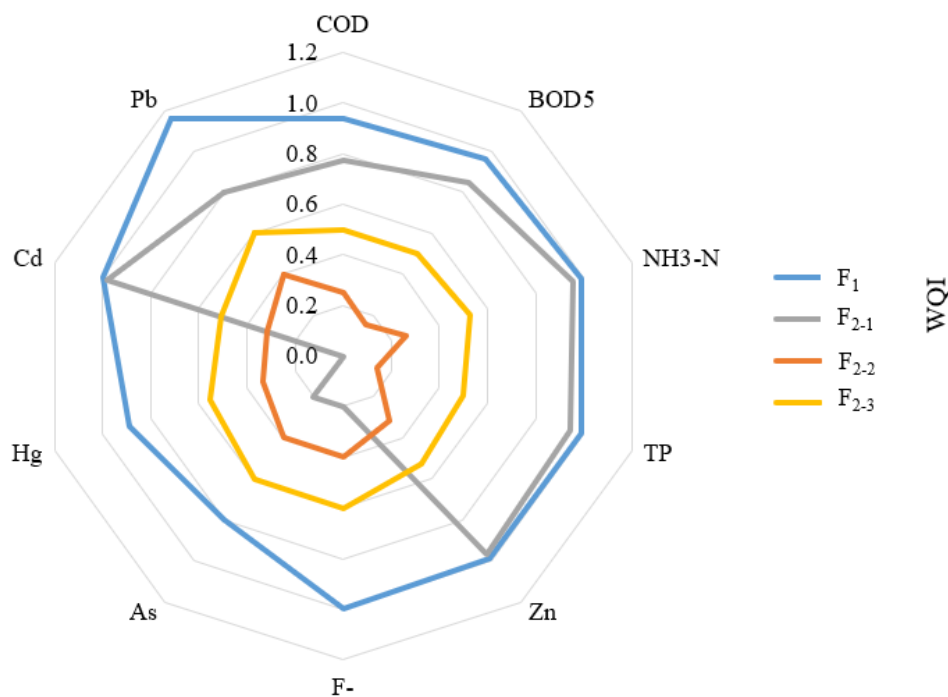 COD
1.2
Pb
BOD5
1.0
0.8
0.6
Cd
NH3-N
0.4
0.2
0.0
F₁
F₂₋₁
F₂₋₂
F₂₋₃
WQI
Hg
TP
As
Zn
F-